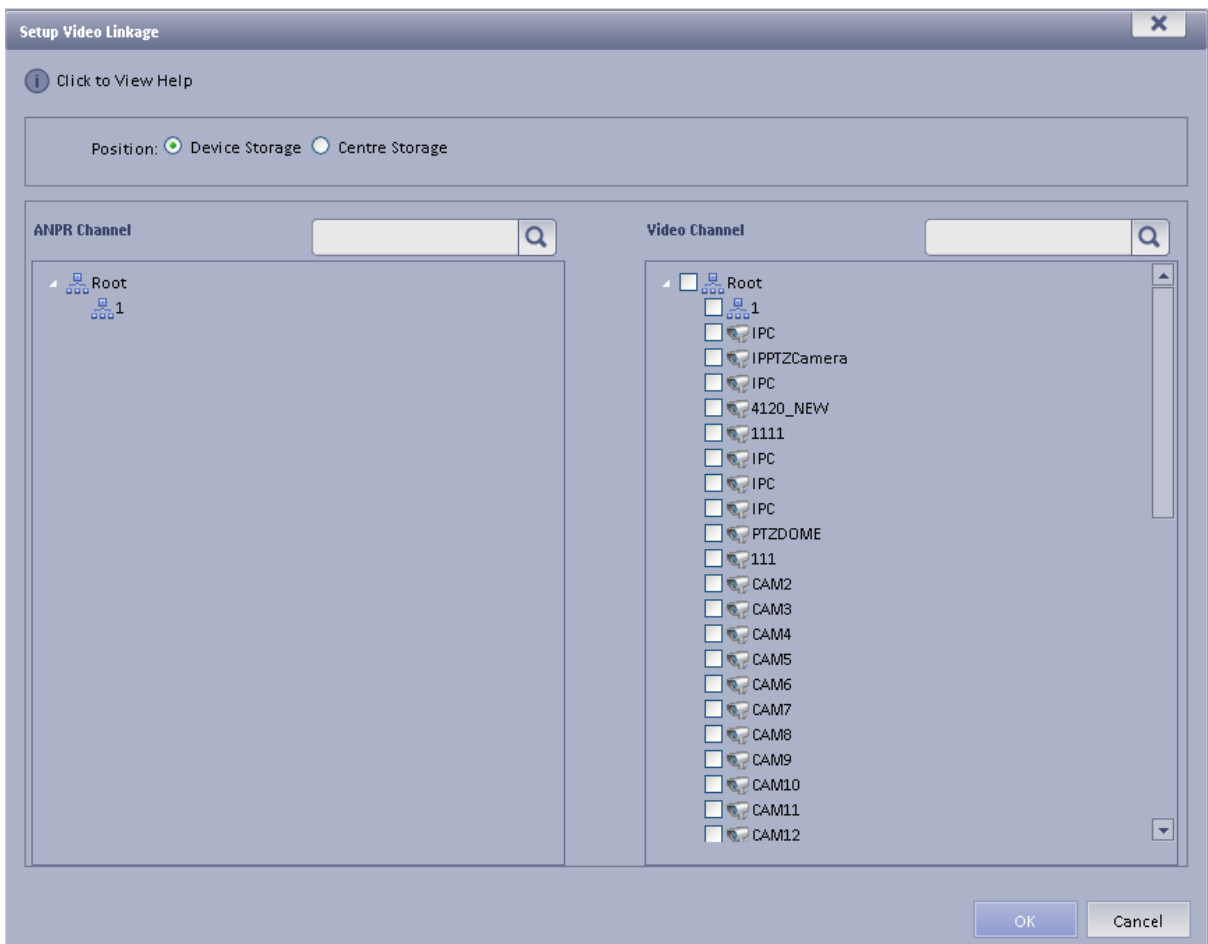 Setup Video Linkage
Click to View Help
Position: Device Storage Centre Storage
ANPR Channel
Root
1
Video Channel
Root
1
IPC
IPPTZCamera
IPC
4120_NEW
1111
IPC
IPC
IPC
PTZDOME
111
CAM2
CAM3
CAM4
CAM5
CAM6
CAM7
CAM8
CAM9
CAM10
CAM11
CAM12
OK Cancel